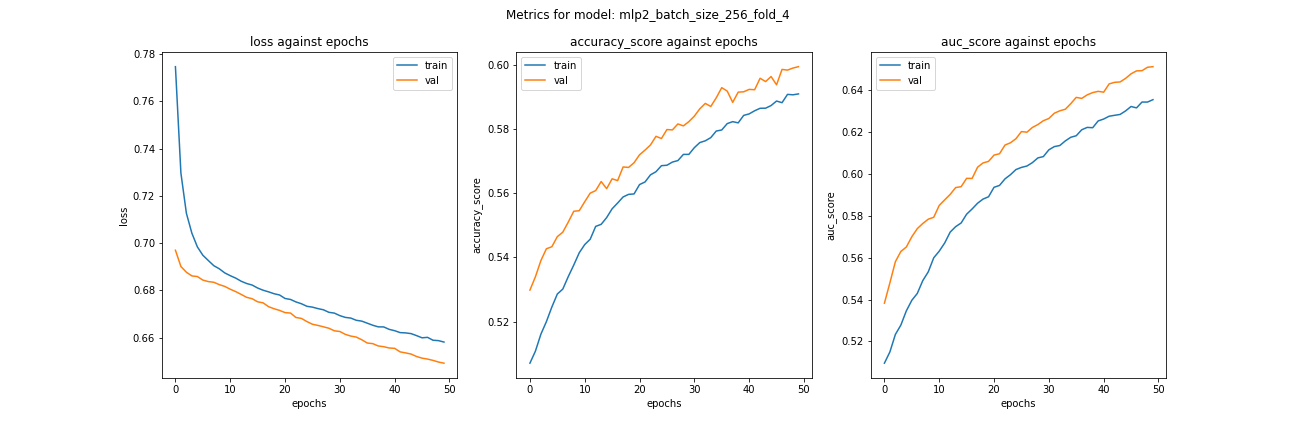 Metrics for model: mlp2_batch_size_256_fold_4
loss against epochs
train
val
0.78
0.76
0.74
0.72
0.70
0.68
0.66
loss
0
10
20
30
40
50
epochs
accuracy_score against epochs
train
val
0.60
0.58
0.56
0.54
0.52
accuracy_score
0
10
20
30
40
50
epochs
auc_score against epochs
train
val
0.64
0.62
0.60
0.58
0.56
0.54
0.52
auc_score
0
10
20
30
40
50
epochs